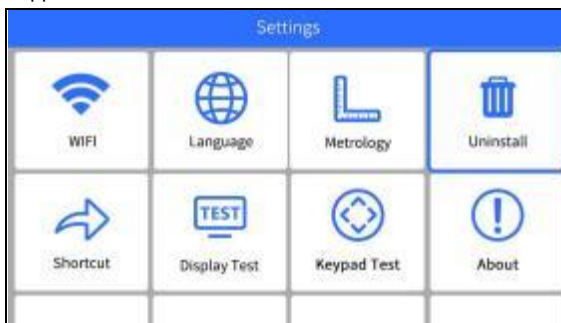 Settings
WIFI Language Metrology Uninstall
TEST
Shortcut Display Test Keypad Test About